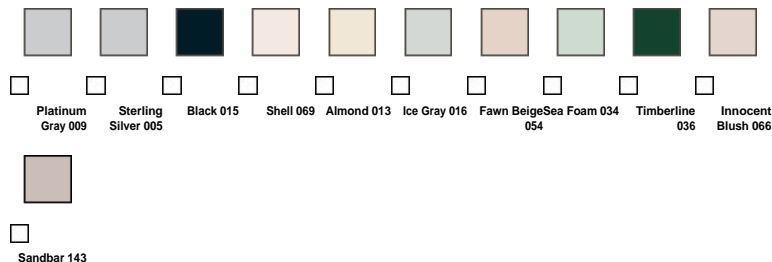 Platinum Gray 009
Sterling Silver 005
Black 015
Shell 069
Almond 013
Ice Gray 016
Fawn Beige 054
Sea Foam 034
Timberline 036
Innocent Blush 066
Sandbar 143